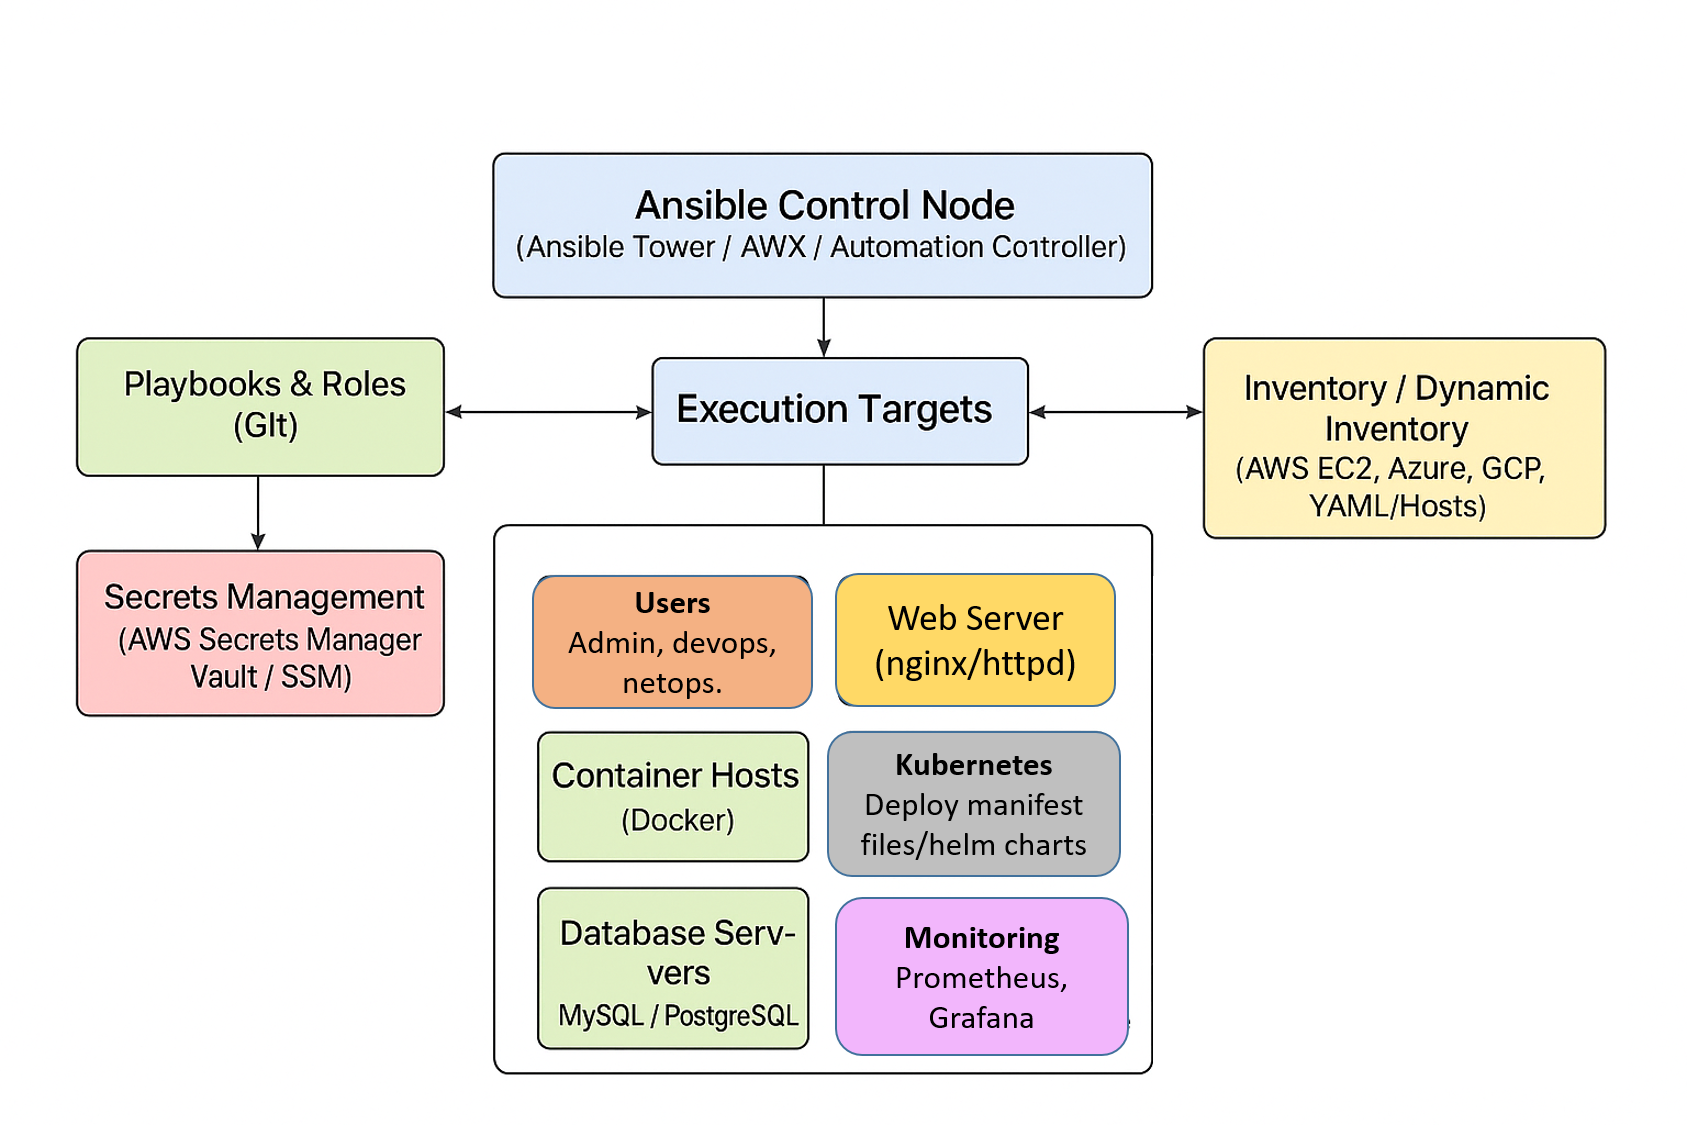 Ansible Control Node
(Ansible Tower / AWX / Automation Co1troller)
Playbooks & Roles
(GIt)
Execution Targets
Inventory / Dynamic
Inventory
(AWS EC2, Azure, GCP,
YAML/Hosts)
Secrets Management
(AWS Secrets Manager
Vault / SSM)
Users
Admin, devops,
netops.
Web Server
(nginx/httpd)
Container Hosts
(Docker)
Kubernetes
Deploy manifest
files/helm charts
Database Serv-
vers
MySQL / PostgreSQL
Monitoring
Prometheus,
Grafana